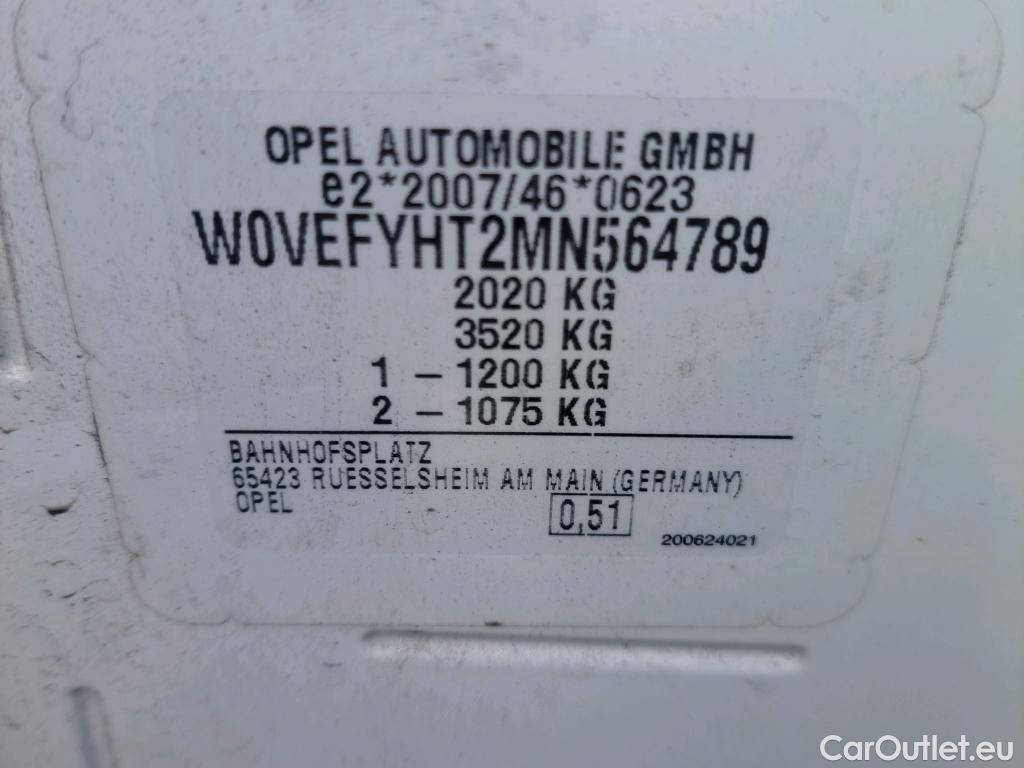 OPEL AUTOMOBILE GMBH
e2*2007/46*0623
W0VEFYHT2MN564789
2020 KG
3520 KG
1 – 1200 KG
2 – 1075 KG
BAHNHOFSPLATZ
65423 RUESSELSHEIM AM MAIN (GERMANY)
OPEL
0,51
200624021
CarOutlet.eu